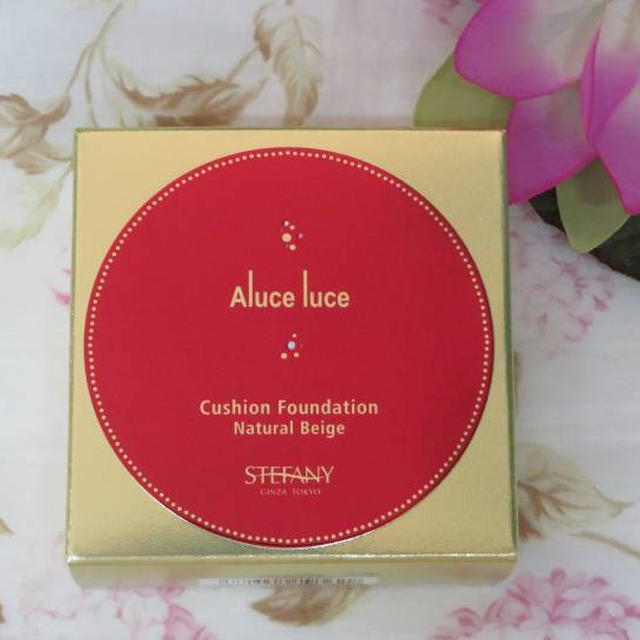 Aluce luce
Cushion Foundation
Natural Beige
STEFANY
GINZA TOKYO